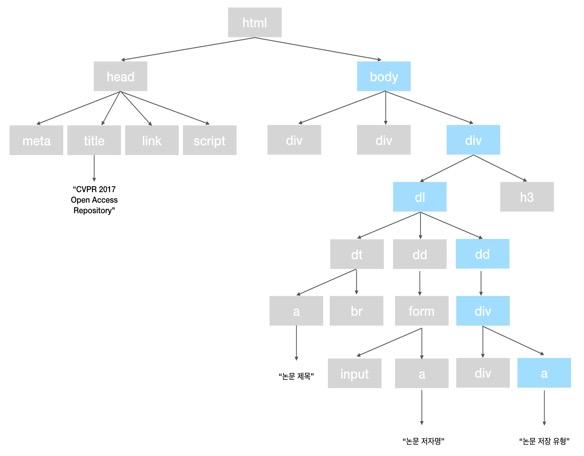 html
head
body
meta
title
link
script
div
div
div
"CVPR 2017
Open Access
Repository"
dl
h3
dt
dd
dd
a
br
form
div
"논문 제목"
input
a
div
a
"논문 저자명"
"논문 저장 유형"